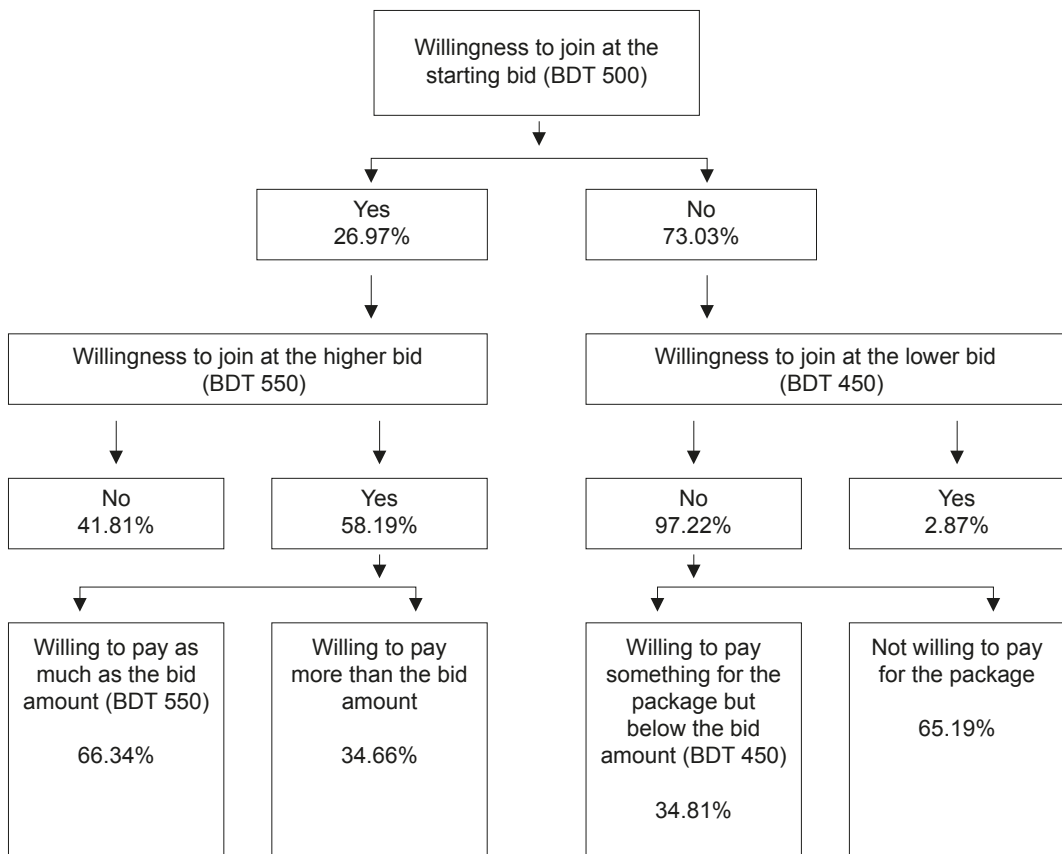 Willingness to join at the
starting bid (BDT 500)
Yes
26.97%
No
73.03%
Willingness to join at the higher bid
(BDT 550)
Willingness to join at the lower bid
(BDT 450)
No
41.81%
Yes
58.19%
No
97.22%
Yes
2.87%
Willing to pay as
much as the bid
amount (BDT 550)
66.34%
Willing to pay
more than the bid
amount
34.66%
Willing to pay
something for the
package but
below the bid
amount (BDT 450)
34.81%
Not willing to pay
for the package
65.19%